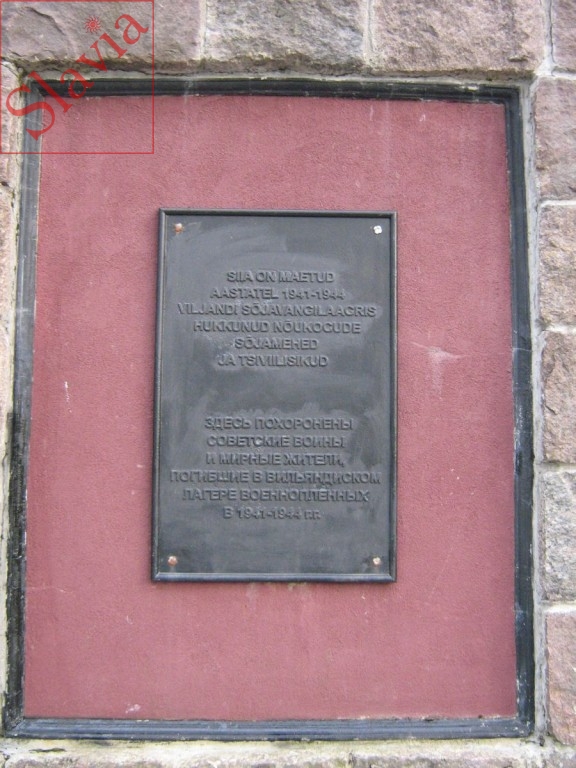 Slavia
SIIA ON MAETUD
AASTATEL 1941-1944
VILJANDI SÕJAVANGILAAGRIS
HUKKUNUD NÕUKOGUDE
SÕJAMEHED
JA TSIVIILISIKUD
ЗДЕСЬ ПОХОРОНЕНЫ
СОВЕТСКИЕ ВОИНЫ
И МИРНЫЕ ЖИТЕЛИ,
ПОГИБШИЕ В ВИЛЬЯНДИСКОМ
ЛАГЕРЕ ВОЕННОПЛЕННЫХ
В 1941-1944 г.г.